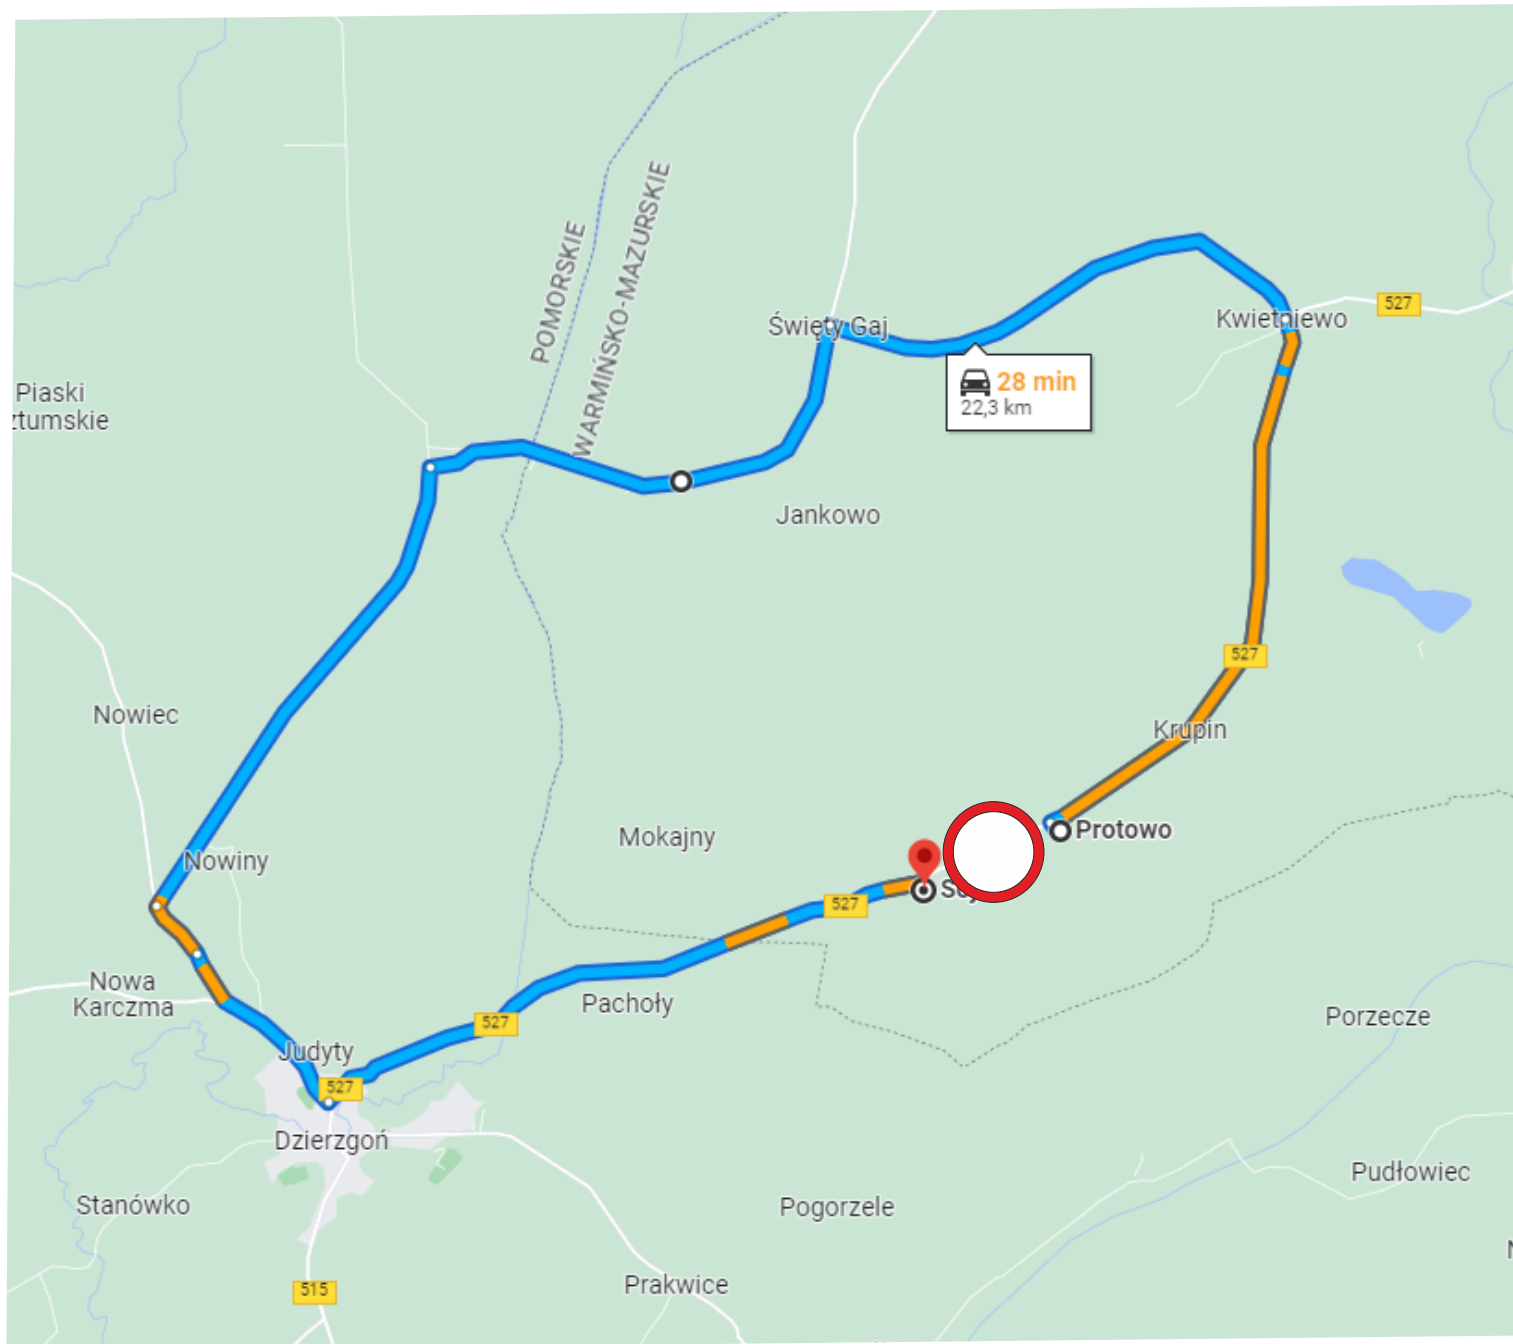 POMORSKIE
WARMIŃSKO-MAZURSKIE
Święty Gaj
Kwietniewo
527
28 min
22,3 km
Piaski
ztumskie
Jankowo
527
Nowiec
Krupin
Mokajny
Protowo
Nowiny
527
Nowa
Karczma
Pachoły
527
Porzecze
Judyty
527
Dzierzgoń
Pudłowiec
Stanówko
Pogorzele
515
Prakwice